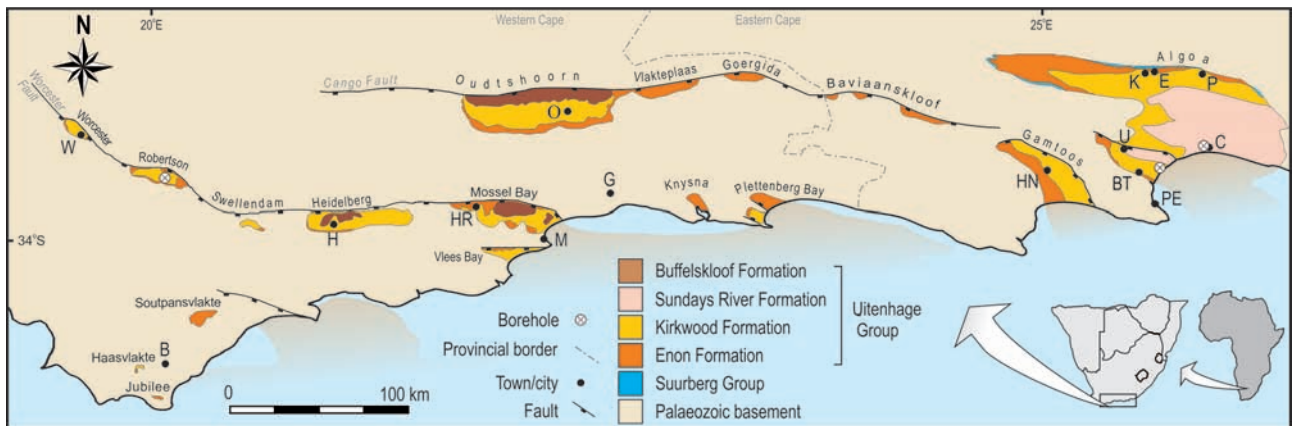 20°E
Western Cape
Eastern Cape
25°E
N
Algoa
Cango Fault
Oudtshoorn
Vlakteplaas
Goergida
Baviaanskloof
K
E
P
Worcester
Fault
Worcester
W
O
Gamtoos
U
C
Robertson
Swellendam
Heidelberg
Mossel Bay
G
Knysna
Plettenberg Bay
HN
BT
PE
HR
H
M
34°S
Vlees Bay
Soutpansvlakte
Haasvlakte
B
Jubilee
0
100 km
Borehole
Provincial border
Town/city
Fault
Buffelskloof Formation
Sundays River Formation
Kirkwood Formation
Enon Formation
Suurberg Group
Palaeozoic basement
Uitenhage
Group